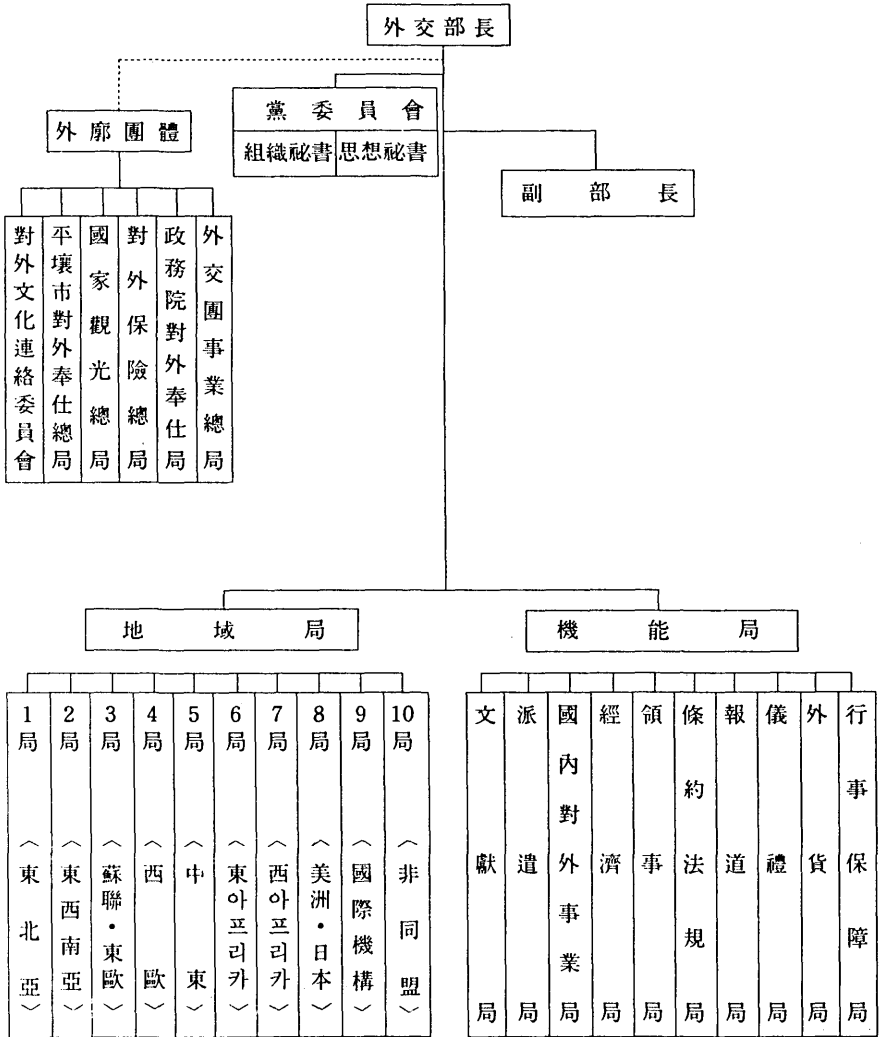 外交部長
黨委員會
組織祕書 思想祕書
外廓團體
副部長
對外文化連絡委員會
平壤市對外奉仕總局
國家觀光總局
對外保險總局
政務院對外奉仕局
外交團事業總局
地域局
機能局
1局〈東北亞〉
2局〈東西南亞〉
3局〈蘇聯·東歐〉
4局〈西歐〉
5局〈中東〉
6局〈東아프리카〉
7局〈西아프리카〉
8局〈美洲·日本〉
9局〈國際機構〉
10局〈非同盟〉
文獻局
派遣局
國內對外事業局
經濟局
領事局
條約法規局
報道局
儀禮局
外貨局
行事保障局